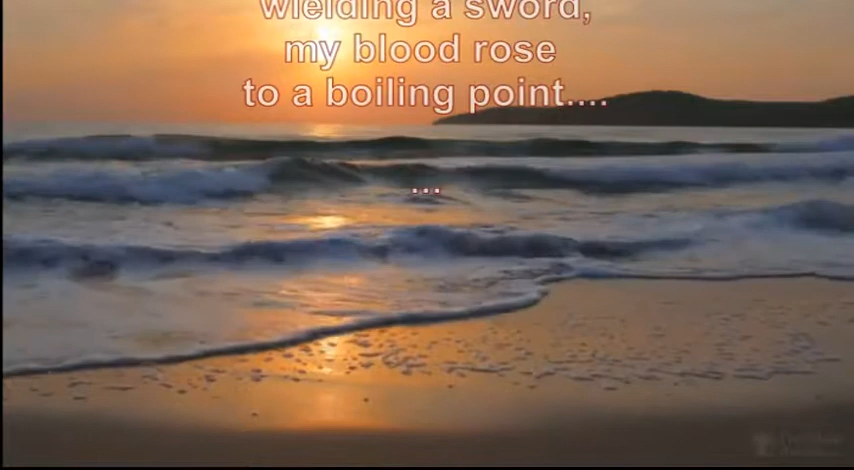 wielding a sword,
my blood rose
to a boiling point....
...